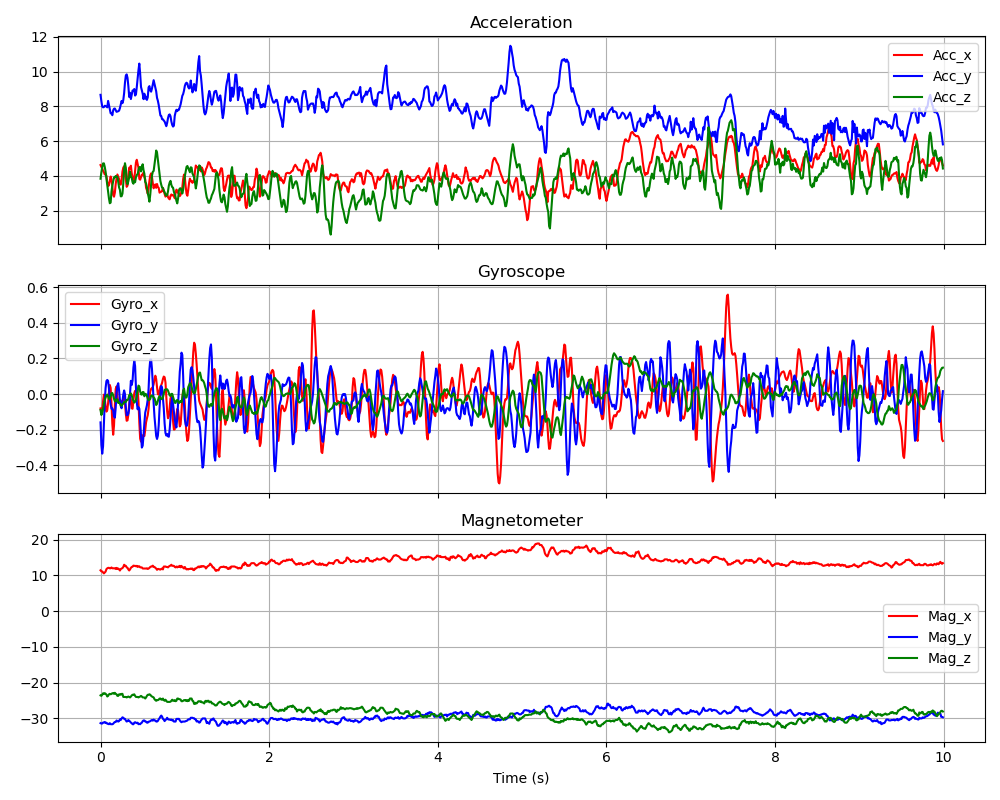 Acceleration
12
10
8
6
4
2
Acc_x
Acc_y
Acc_z
Gyroscope
0.6
0.4
0.2
0.0
−0.2
−0.4
Gyro_x
Gyro_y
Gyro_z
Magnetometer
20
10
0
−10
−20
−30
Mag_x
Mag_y
Mag_z
0 2 4 6 8 10
Time (s)